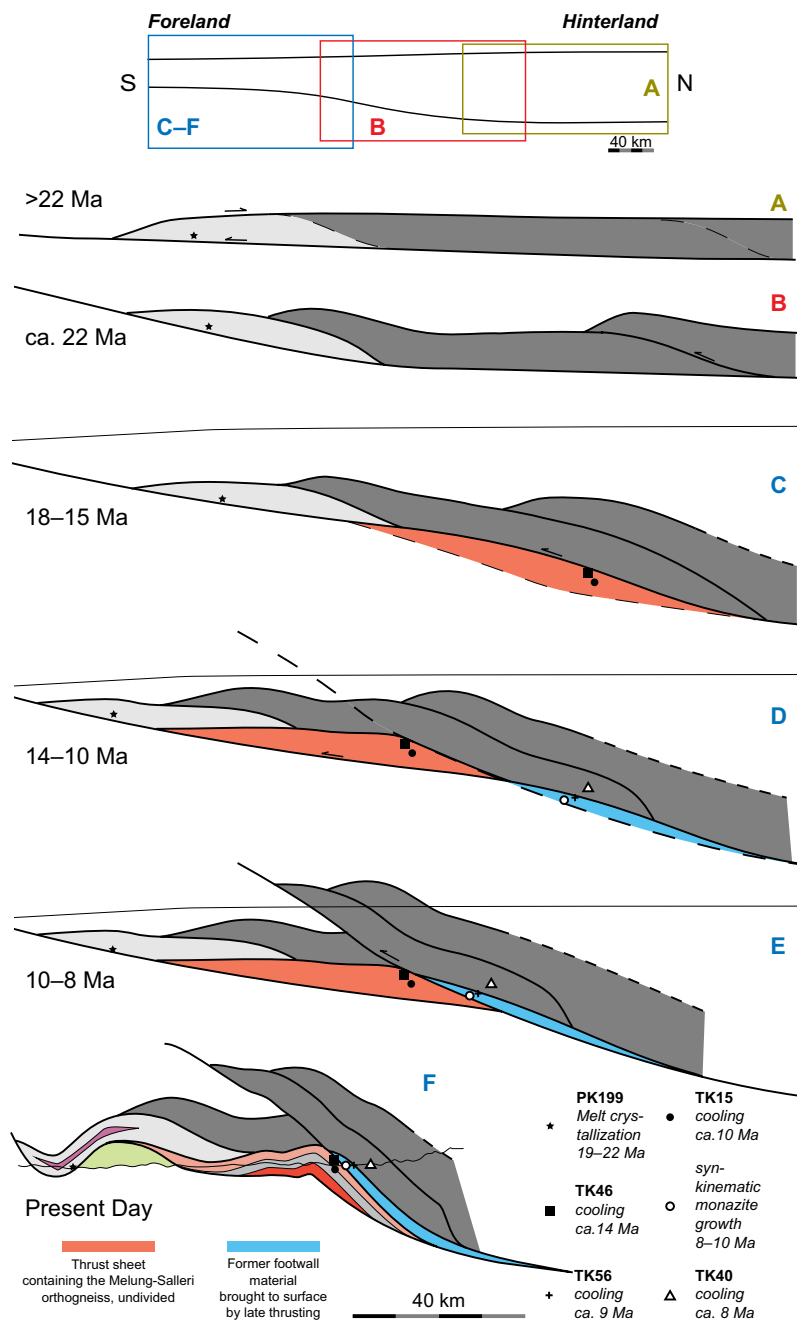 Foreland
Hinterland
S
N
C–F
B
A
40 km
>22 Ma
A
B
ca. 22 Ma
C
18–15 Ma
D
14–10 Ma
E
10–8 Ma
F
Present Day
PK199
Melt crys-
tallization
19–22 Ma
TK15
cooling
ca.10 Ma
TK46
cooling
ca.14 Ma
syn-
kinematic
monazite
growth
8–10 Ma
TK56
cooling
ca. 9 Ma
TK40
cooling
ca. 8 Ma
Thrust sheet
containing the Melung-Salleri
orthogneiss, undivided
Former footwall
material
brought to surface
by late thrusting
40 km